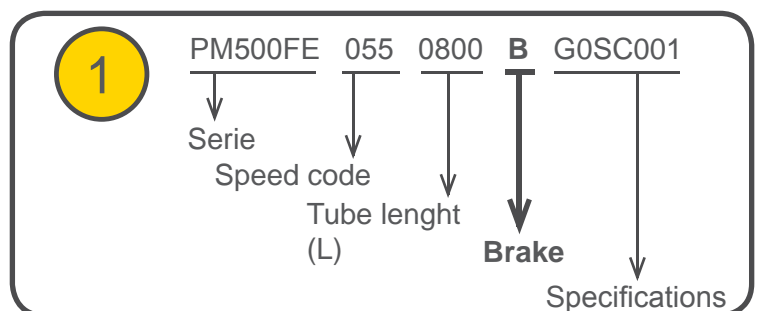 1
PM500FE 055 0800 B G0SC001
Serie
Speed code
Tube lenght
(L)
Brake
Specifications